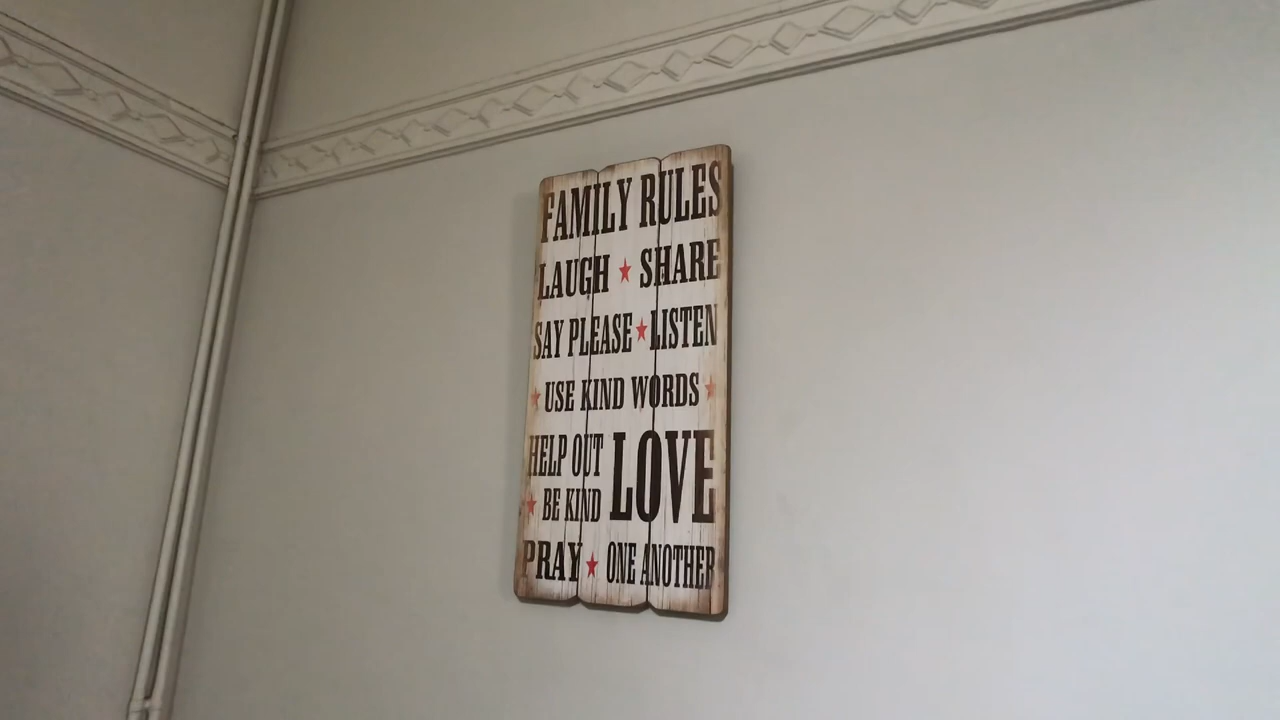 FAMILY RULES
LAUGH ★ SHARE
SAY PLEASE ★ LISTEN
★ USE KIND WORDS ★
HELP OUT LOVE
★ BE KIND
PRAY ★ ONE ANOTHER